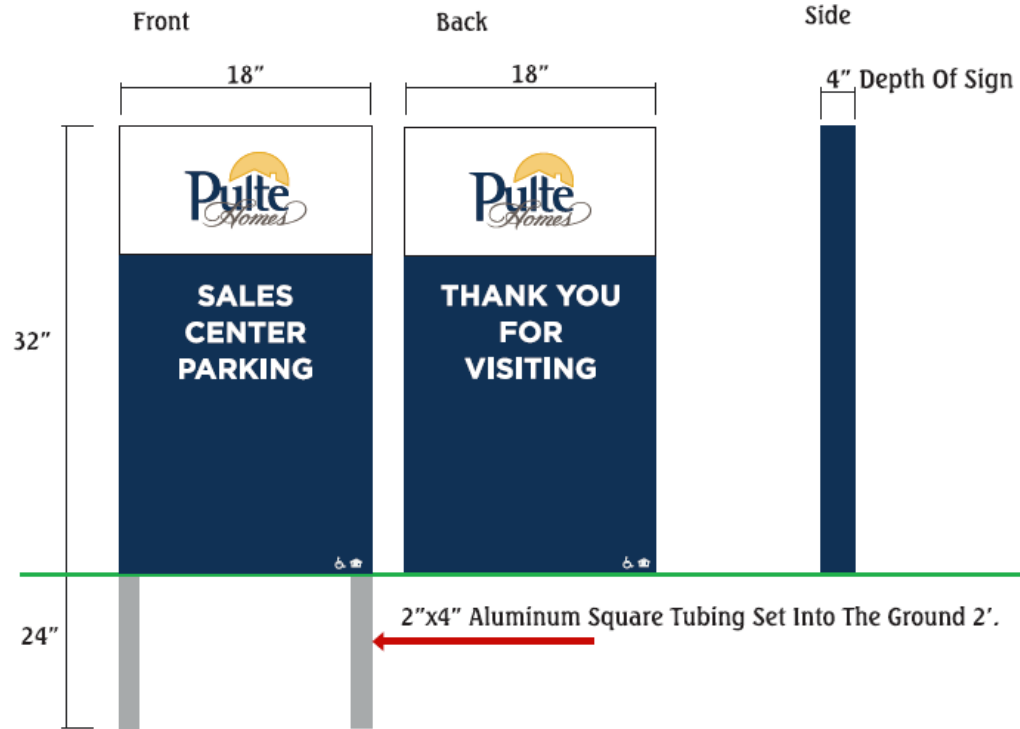 Front
Back
Side
18”
18”
4” Depth Of Sign
Pulte
Homes
Pulte
Homes
SALES
CENTER
PARKING
THANK YOU
FOR
VISITING
32”
24”
2”x4” Aluminum Square Tubing Set Into The Ground 2’.